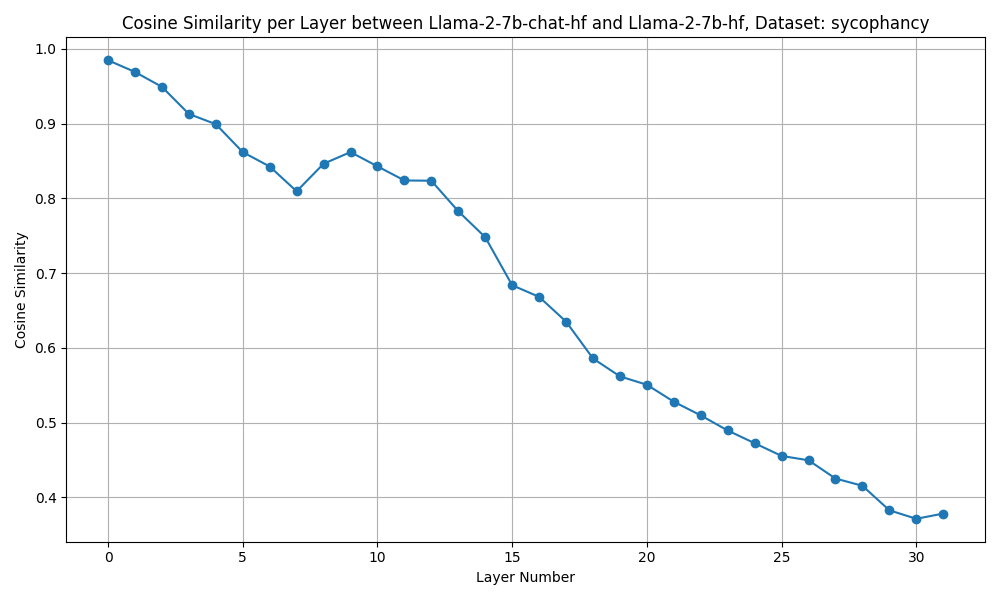 Cosine Similarity per Layer between Llama-2-7b-chat-hf and Llama-2-7b-hf, Dataset: sycophancy
1.0
0.9
0.8
0.7
0.6
0.5
0.4
Cosine Similarity
0 5 10 15 20 25 30
Layer Number